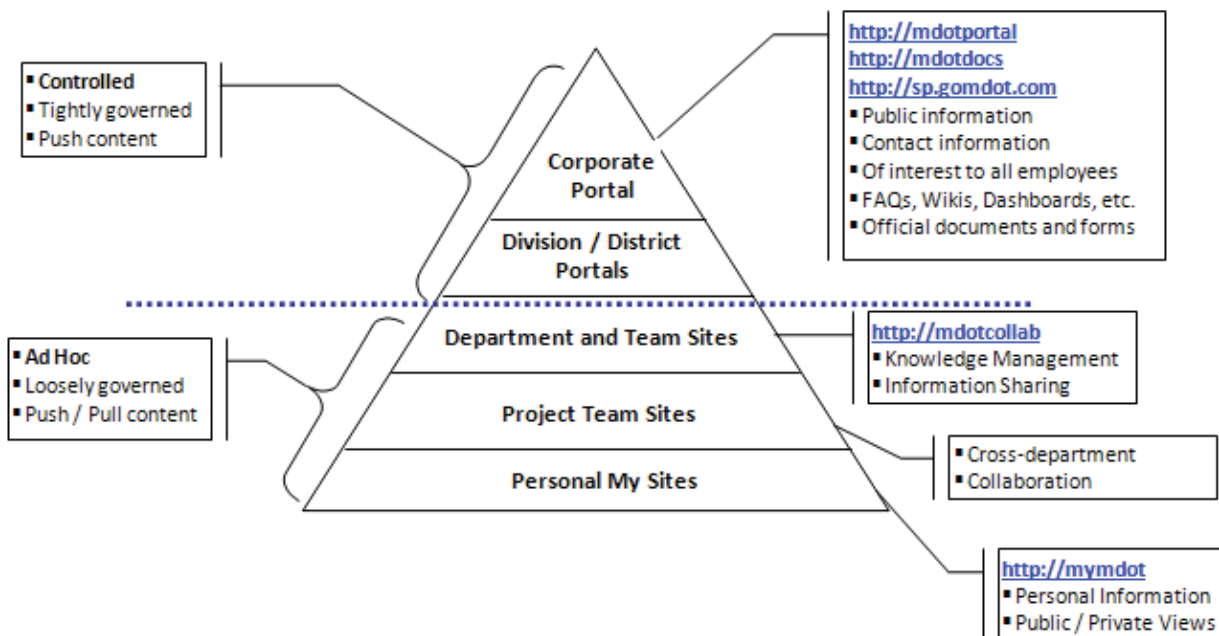 ▪ Controlled
▪ Tightly governed
▪ Push content
http://mdotportal
http://mdotdocs
http://sp.gomdot.com
▪ Public information
▪ Contact information
▪ Of interest to all employees
▪ FAQs, Wikis, Dashboards, etc.
▪ Official documents and forms
Corporate
Portal
Division / District
Portals
▪ Ad Hoc
▪ Loosely governed
▪ Push / Pull content
Department and Team Sites
http://mdotcollab
▪ Knowledge Management
▪ Information Sharing
Project Team Sites
▪ Cross-department
▪ Collaboration
Personal My Sites
http://mymdot
▪ Personal Information
▪ Public / Private Views